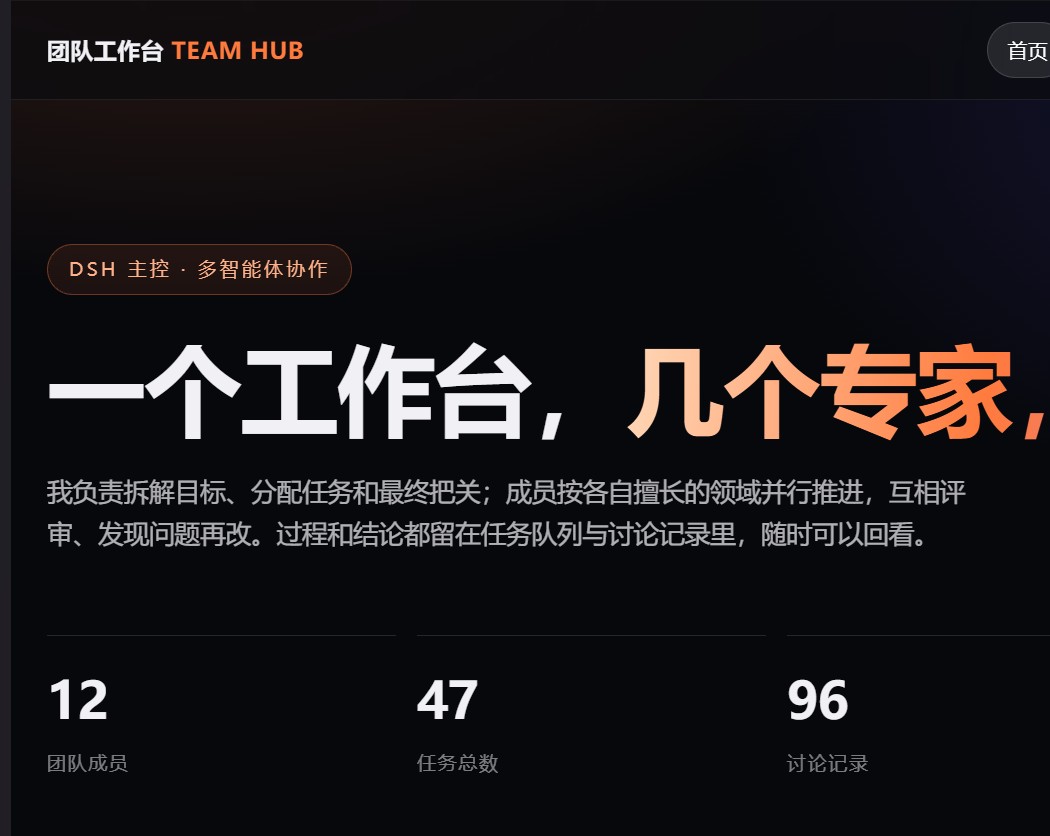 团队工作台 TEAM HUB
首页
DSH 主控 · 多智能体协作
一个工作台，几个专家，
我负责拆解目标、分配任务和最终把关；成员按各自擅长的领域并行推进，互相评
审、发现问题再改。过程和结论都留在任务队列与讨论记录里，随时可以回看。
12
47
96
团队成员
任务总数
讨论记录